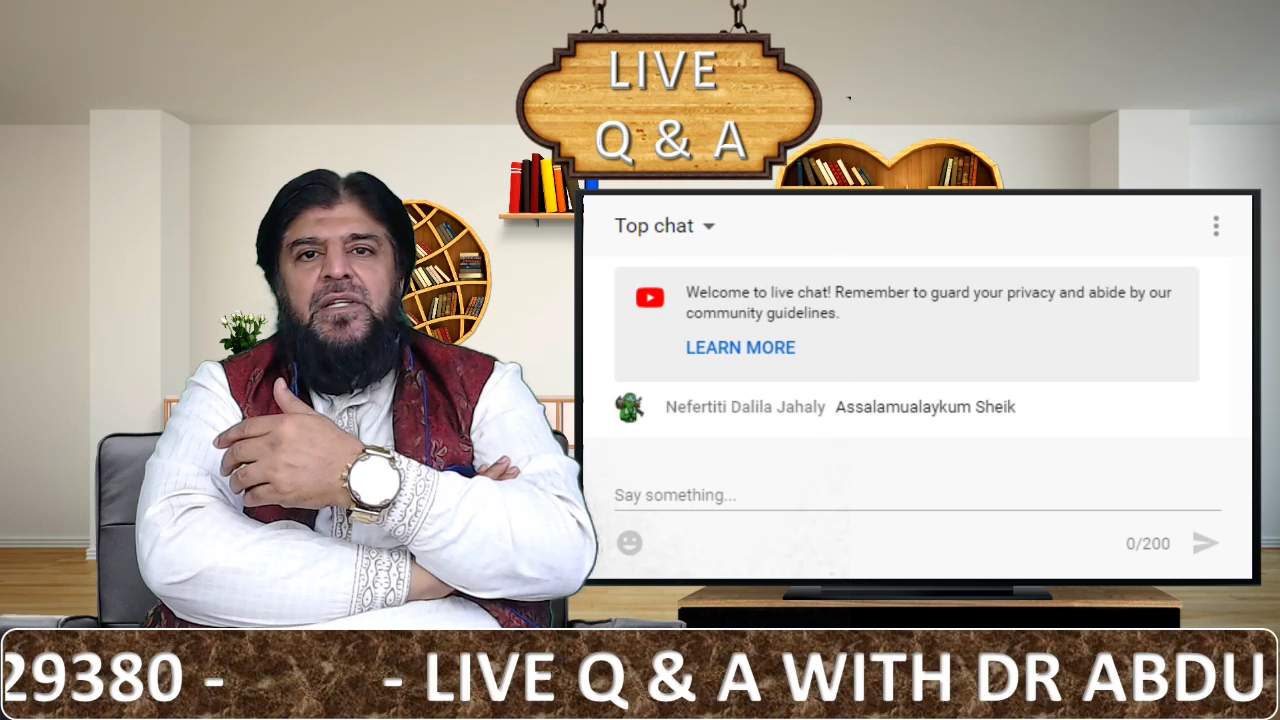 LIVE
Q & A
Top chat
Welcome to live chat! Remember to guard your privacy and abide by our
community guidelines.
LEARN MORE
Nefertiti Dalila Jahaly Assalamualaykum Sheik
Say something...
0/200
29380 - - LIVE Q & A WITH DR ABDU